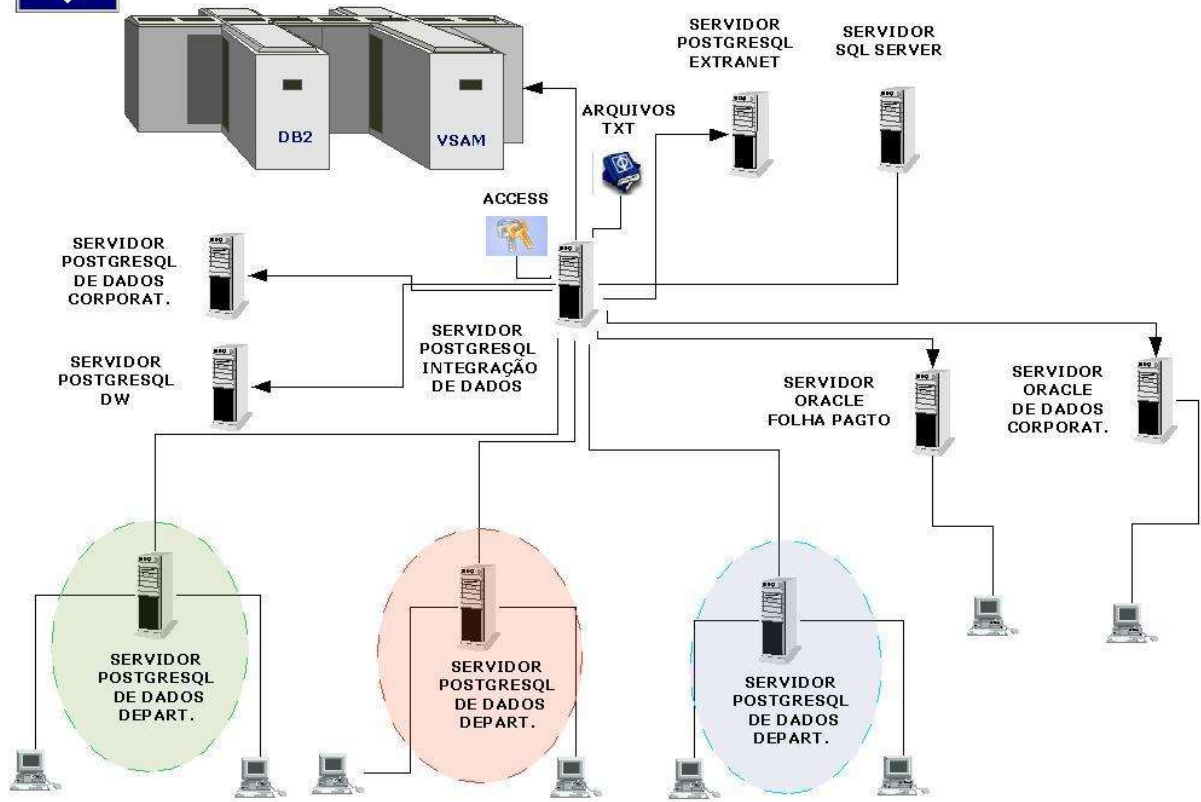 SERVIDOR
POSTGRESQL
EXTRANET
SERVIDOR
SQL SERVER
DB2
VSAM
ARQUIVOS
TXT
ACCESS
SERVIDOR
POSTGRESQL
DE DADOS
CORPORAT.
SERVIDOR
POSTGRESQL
INTEGRAÇÃO
DE DADOS
SERVIDOR
POSTGRESQL
DW
SERVIDOR
ORACLE
FOLHA PAGTO
SERVIDOR
ORACLE
DE DADOS
CORPORAT.
SERVIDOR
POSTGRESQL
DE DADOS
DEPART.
SERVIDOR
POSTGRESQL
DE DADOS
DEPART.
SERVIDOR
POSTGRESQL
DE DADOS
DEPART.